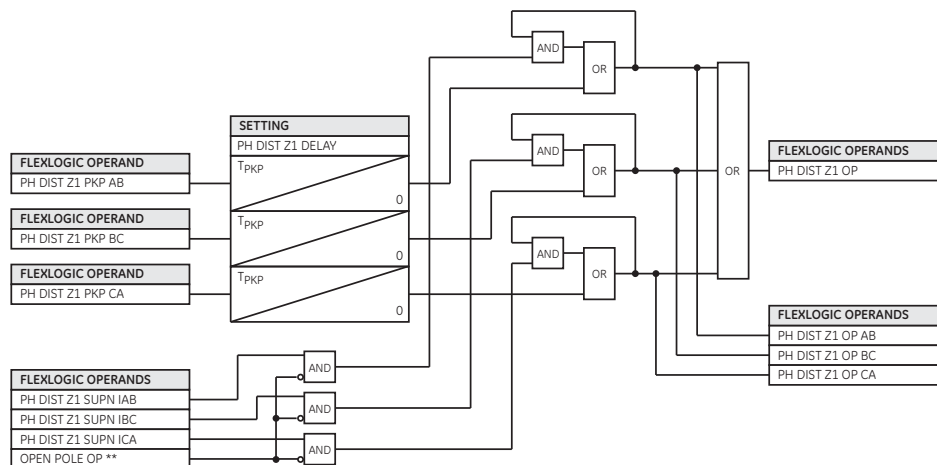 AND
OR
SETTING
PH DIST Z1 DELAY
TPKP
0
AND
OR
FLEXLOGIC OPERAND
PH DIST Z1 PKP AB
FLEXLOGIC OPERANDS
PH DIST Z1 OP
OR
FLEXLOGIC OPERAND
PH DIST Z1 PKP BC
TPKP
0
AND
OR
FLEXLOGIC OPERAND
PH DIST Z1 PKP CA
TPKP
0
FLEXLOGIC OPERANDS
PH DIST Z1 OP AB
PH DIST Z1 OP BC
PH DIST Z1 OP CA
FLEXLOGIC OPERANDS
PH DIST Z1 SUPN IAB
PH DIST Z1 SUPN IBC
PH DIST Z1 SUPN ICA
OPEN POLE OP **
AND
AND
AND